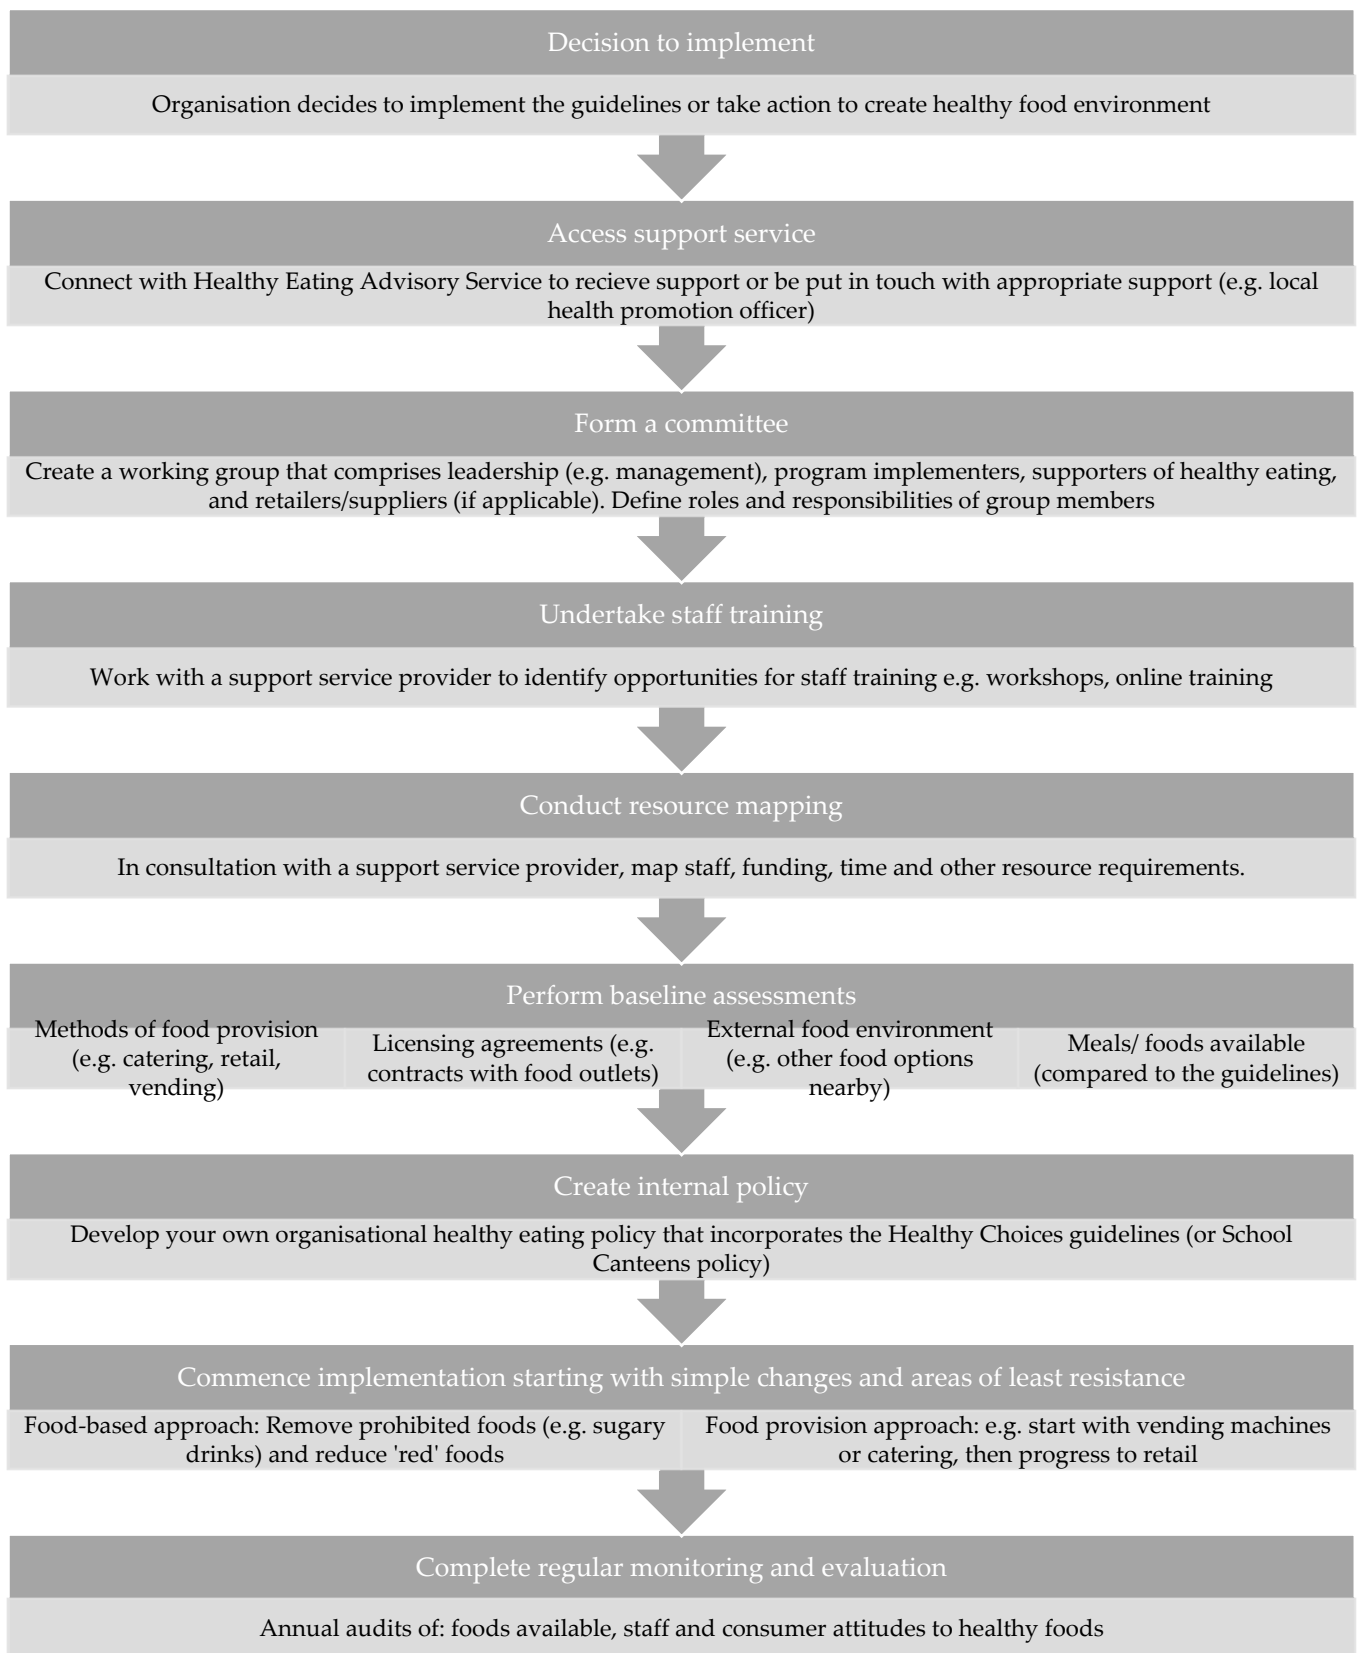 Decision to implement
Organisation decides to implement the guidelines or take action to create healthy food environment
Access support service
Connect with Healthy Eating Advisory Service to recieve support or be put in touch with appropriate support (e.g. local
health promotion officer)
Form a committee
Create a working group that comprises leadership (e.g. management), program implementers, supporters of healthy eating,
and retailers/suppliers (if applicable). Define roles and responsibilities of group members
Undertake staff training
Work with a support service provider to identify opportunities for staff training e.g. workshops, online training
Conduct resource mapping
In consultation with a support service provider, map staff, funding, time and other resource requirements.
Perform baseline assessments
Methods of food provision
(e.g. catering, retail,
vending)
Licensing agreements (e.g.
contracts with food outlets)
External food environment
(e.g. other food options
nearby)
Meals/ foods available
(compared to the guidelines)
Create internal policy
Develop your own organisational healthy eating policy that incorporates the Healthy Choices guidelines (or School
Canteens policy)
Commence implementation starting with simple changes and areas of least resistance
Food-based approach: Remove prohibited foods (e.g. sugary
drinks) and reduce 'red' foods
Food provision approach: e.g. start with vending machines
or catering, then progress to retail
Complete regular monitoring and evaluation
Annual audits of: foods available, staff and consumer attitudes to healthy foods